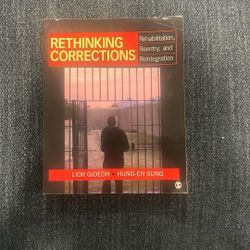 RETHINKING
CORRECTIONS
Rehabilitation,
Reentry, and
Reintegration
LIOR GIDEON • HUNG-EN SUNG